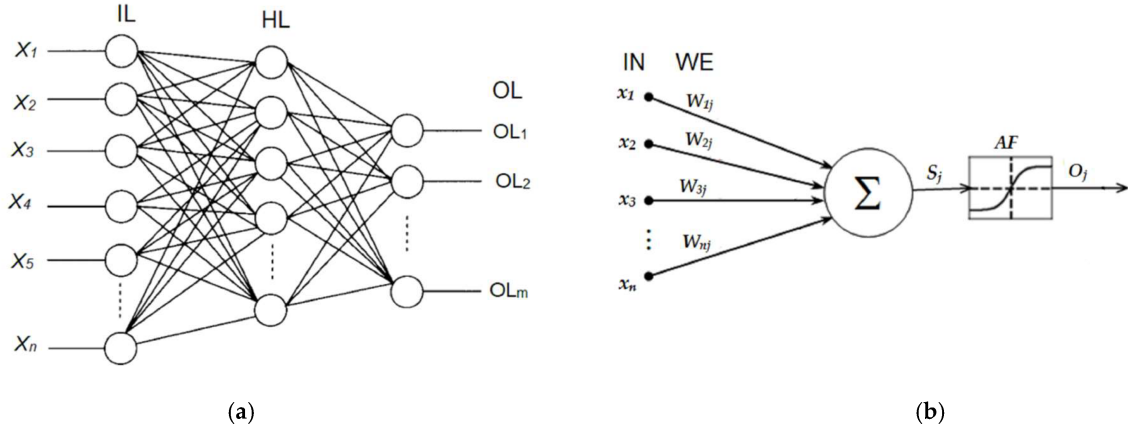 IL
HL
OL
X1
X2
X3
X4
X5
Xn
OL1
OL2
OLm
(a)
IN WE
x1
x2
x3
xn
W1j
W2j
W3j
Wnj
Σ
Sj
AF
Oj
(b)